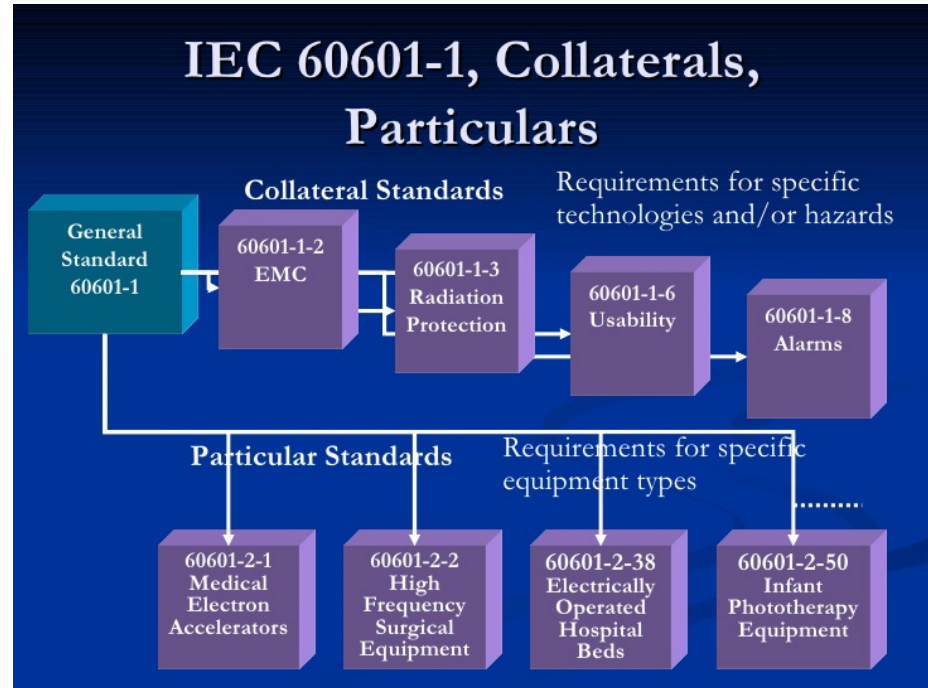 IEC 60601-1, Collaterals,
Particulars
Collateral Standards
Requirements for specific
technologies and/or hazards
General
Standard
60601-1
60601-1-2
EMC
60601-1-3
Radiation
Protection
60601-1-6
Usability
60601-1-8
Alarms
Particular Standards
Requirements for specific
equipment types
60601-2-1
Medical
Electron
Accelerators
60601-2-2
High
Frequency
Surgical
Equipment
60601-2-38
Electrically
Operated
Hospital
Beds
60601-2-50
Infant
Phototherapy
Equipment